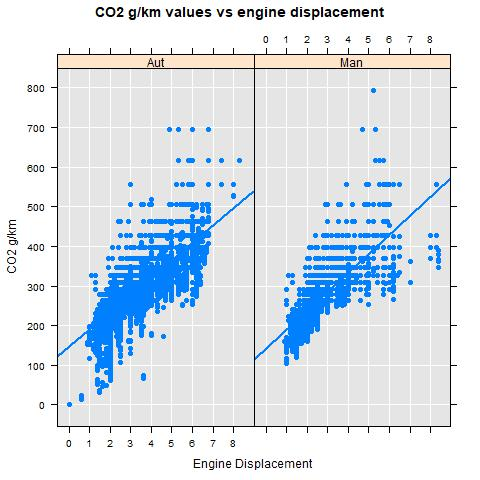 CO2 g/km values vs engine displacement
0 1 2 3 4 5 6 7 8
Aut Man
800
700
600
500
400
300
200
100
0
CO2 g/km
0 1 2 3 4 5 6 7 8
Engine Displacement